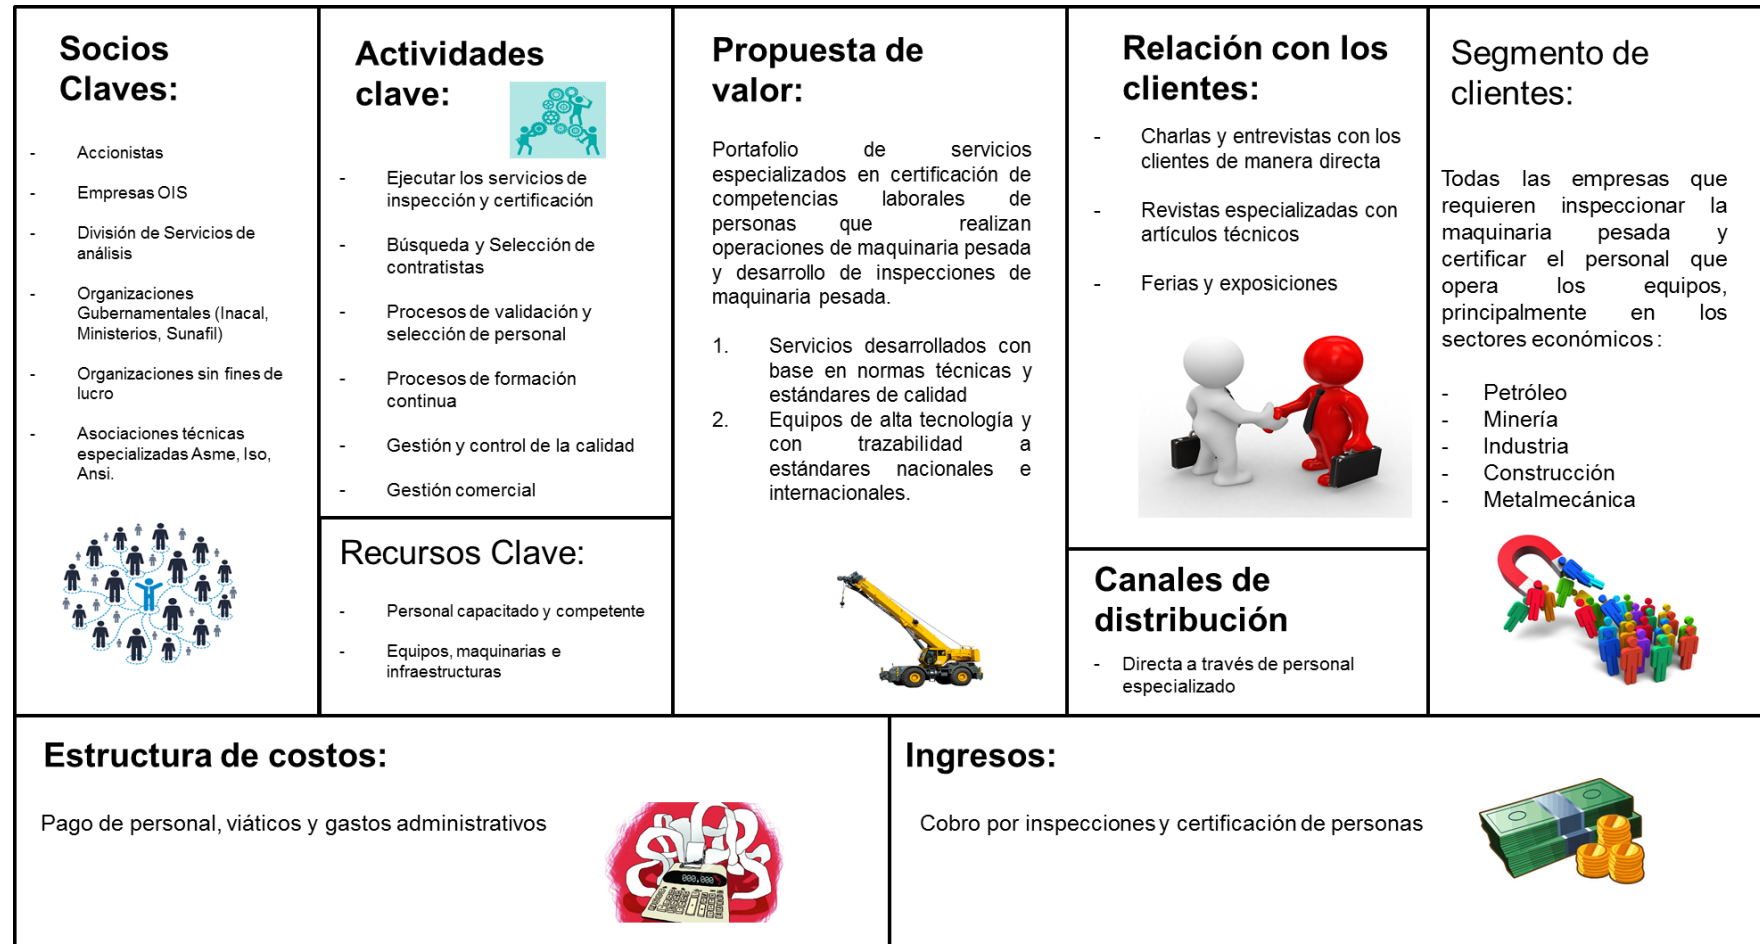 Socios
Claves:
- Accionistas
- Empresas OIS
- División de Servicios de
análisis
- Organizaciones
Gubernamentales (Inacal,
Ministerios, Sunafil)
- Organizaciones sin fines de
lucro
- Asociaciones técnicas
especializadas Asme, Iso,
Ansi.
Actividades
clave:
- Ejecutar los servicios de
inspección y certificación
- Búsqueda y Selección de
contratistas
- Procesos de validación y
selección de personal
- Procesos de formación
continua
- Gestión y control de la calidad
- Gestión comercial
Recursos Clave:
- Personal capacitado y competente
- Equipos, maquinarias e
infraestructuras
Propuesta de
valor:
Portafolio de servicios
especializados en certificación de
competencias laborales de
personas que realizan
operaciones de maquinaria pesada
y desarrollo de inspecciones de
maquinaria pesada.
1. Servicios desarrollados con
base en normas técnicas y
estándares de calidad
2. Equipos de alta tecnología y
con trazabilidad a
estándares nacionales e
internacionales.
Relación con los
clientes:
- Charlas y entrevistas con los
clientes de manera directa
- Revistas especializadas con
artículos técnicos
- Ferias y exposiciones
Canales de
distribución
- Directa a través de personal
especializado
Segmento de
clientes:
Todas las empresas que
requieren inspeccionar la
maquinaria pesada y
certificar el personal que
opera los equipos,
principalmente en los
sectores económicos :
- Petróleo
- Minería
- Industria
- Construcción
- Metalmecánica
Estructura de costos:
Pago de personal, viáticos y gastos administrativos
000.000
Ingresos:
Cobro por inspecciones y certificación de personas